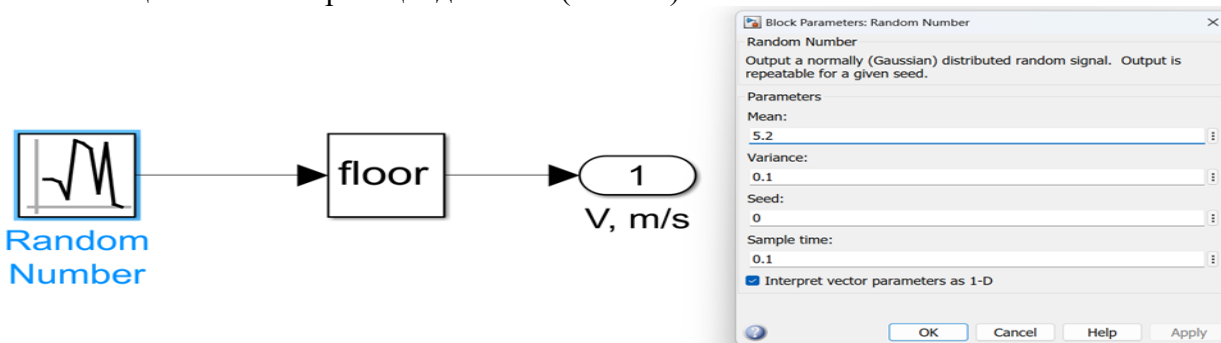 floor
1
V, m/s
Random
Number
Block Parameters: Random Number
Random Number
Output a normally (Gaussian) distributed random signal. Output is
repeatable for a given seed.
Parameters
Mean:
5.2
Variance:
0.1
Seed:
0
Sample time:
0.1
Interpret vector parameters as 1-D
OK
Cancel
Help
Apply